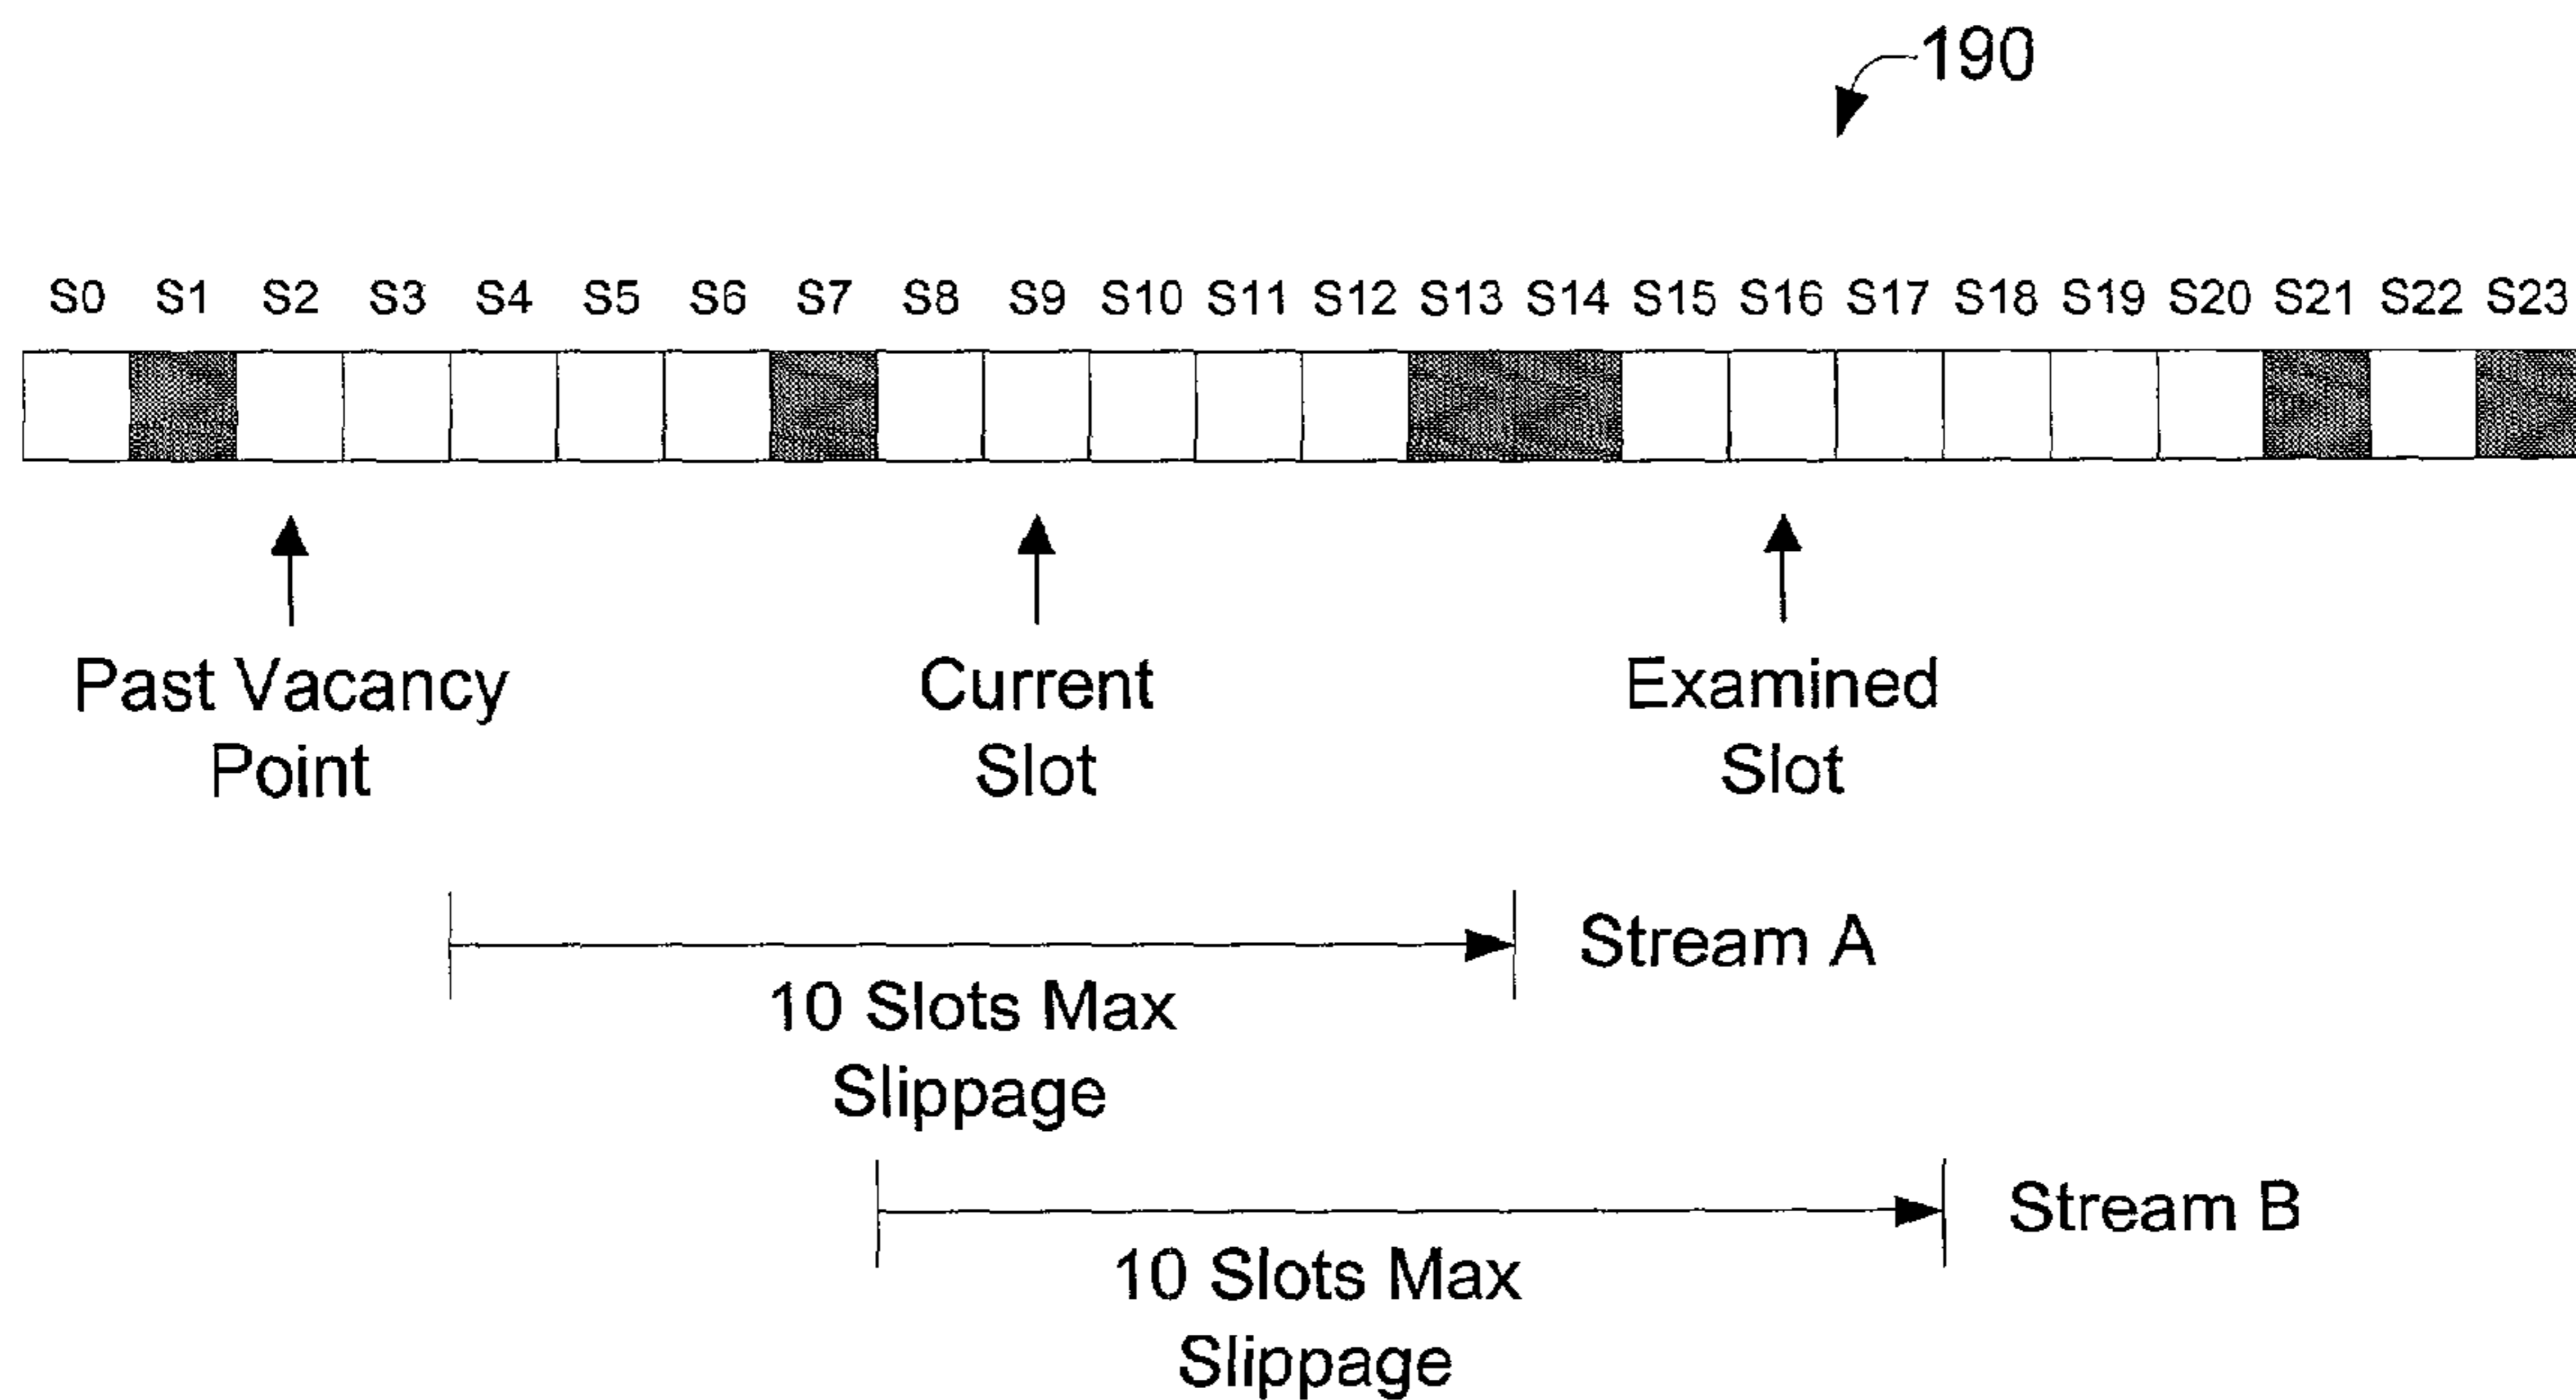 190
S0 S1 S2 S3 S4 S5 S6 S7 S8 S9 S10 S11 S12 S13 S14 S15 S16 S17 S18 S19 S20 S21 S22 S23
Past Vacancy
Point
Current
Slot
Examined
Slot
Stream A
10 Slots Max
Slippage
Stream B
10 Slots Max
Slippage